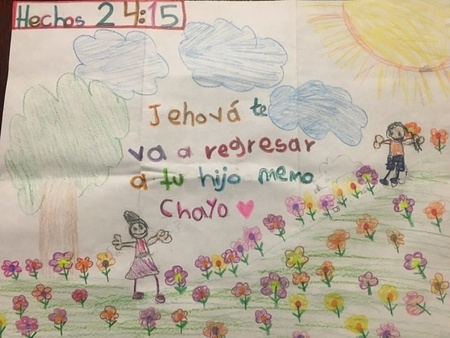 Hechos 24:15
Jehová te
va a regresar
a tu hijo memo
Chayo